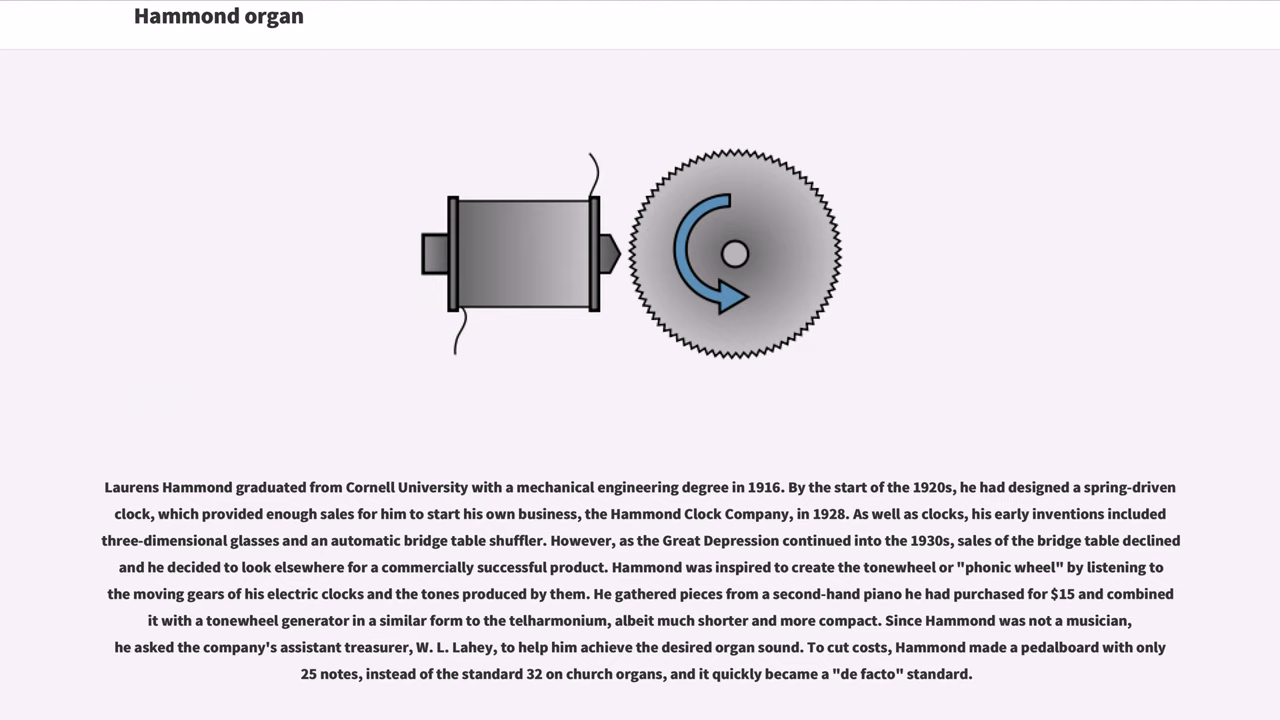 Hammond organ
Laurens Hammond graduated from Cornell University with a mechanical engineering degree in 1916. By the start of the 1920s, he had designed a spring-driven
clock, which provided enough sales for him to start his own business, the Hammond Clock Company, in 1928. As well as clocks, his early inventions included
three-dimensional glasses and an automatic bridge table shuffler. However, as the Great Depression continued into the 1930s, sales of the bridge table declined
and he decided to look elsewhere for a commercially successful product. Hammond was inspired to create the tonewheel or "phonic wheel" by listening to
the moving gears of his electric clocks and the tones produced by them. He gathered pieces from a second-hand piano he had purchased for $15 and combined
it with a tonewheel generator in a similar form to the telharmonium, albeit much shorter and more compact. Since Hammond was not a musician,
he asked the company's assistant treasurer, W. L. Lahey, to help him achieve the desired organ sound. To cut costs, Hammond made a pedalboard with only
25 notes, instead of the standard 32 on church organs, and it quickly became a "de facto" standard.